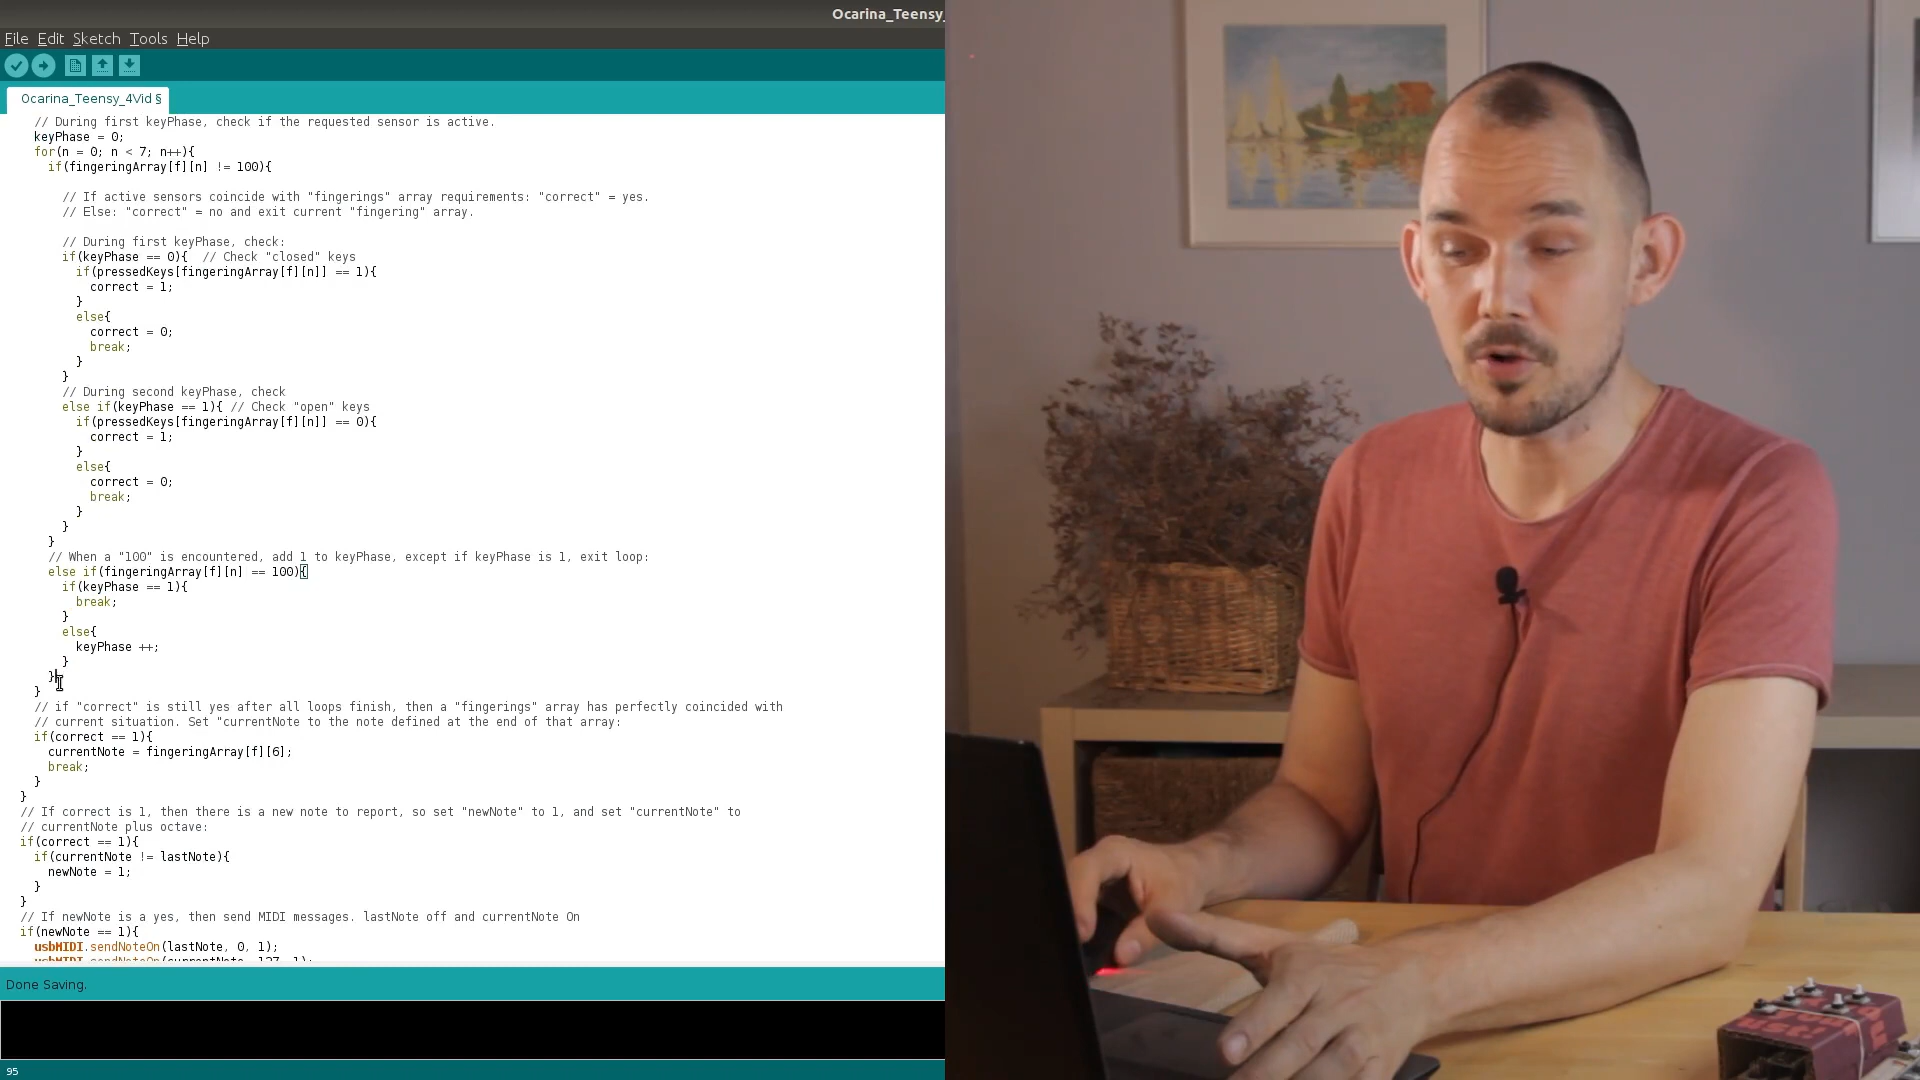 Ocarina_Teensy_
File Edit Sketch Tools Help
Ocarina_Teensy_4Vid §
// During first keyPhase, check if the requested sensor is active.
keyPhase = 0;
for(n = 0; n < 7; n++){
if(fingeringArray[f][n] != 100){
// If active sensors coincide with "fingerings" array requirements: "correct" = yes.
// Else: "correct" = no and exit current "fingering" array.
// During first keyPhase, check:
if(keyPhase == 0){  // Check "closed" keys
if(pressedKeys[fingeringArray[f][n]] == 1){
correct = 1;
}
else{
correct = 0;
break;
}
}
// During second keyPhase, check
else if(keyPhase == 1){ // Check "open" keys
if(pressedKeys[fingeringArray[f][n]] == 0){
correct = 1;
}
else{
correct = 0;
break;
}
}
}
// When a "100" is encountered, add 1 to keyPhase, except if keyPhase is 1, exit loop:
else if(fingeringArray[f][n] == 100){
if(keyPhase == 1){
break;
}
else{
keyPhase ++;
}
}
}
// if "correct" is still yes after all loops finish, then a "fingerings" array has perfectly coincided with
// current situation. Set "currentNote to the note defined at the end of that array:
if(correct == 1){
currentNote = fingeringArray[f][6];
break;
}
}
// If correct is 1, then there is a new note to report, so set "newNote" to 1, and set "currentNote" to
// currentNote plus octave:
if(correct == 1){
if(currentNote != lastNote){
newNote = 1;
}
}
// If newNote is a yes, then send MIDI messages. lastNote off and currentNote On
if(newNote == 1){
usbMIDI.sendNoteOn(lastNote, 0, 1);
usbMIDI.sendNoteOn(currentNote, 127, 1);
Done Saving.
95